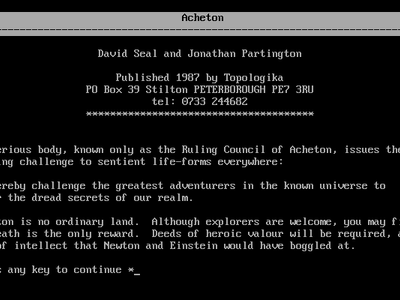 Acheton
David Seal and Jonathan Partington
Published 1987 by Topologika
PO Box 39 Stilton PETERBOROUGH PE7 3RU
tel: 0733 244682
****************************************
erious body, known only as the Ruling Council of Acheton, issues the
ing challenge to sentient life-forms everywhere:
ereby challenge the greatest adventurers in the known universe to
r the dread secrets of our realm.
ton is no ordinary land.  Although explorers are welcome, you may fi
eath is the only reward.  Deeds of heroic valour will be required, a
of intellect that Newton and Einstein would have boggled at.
s any key to continue *_